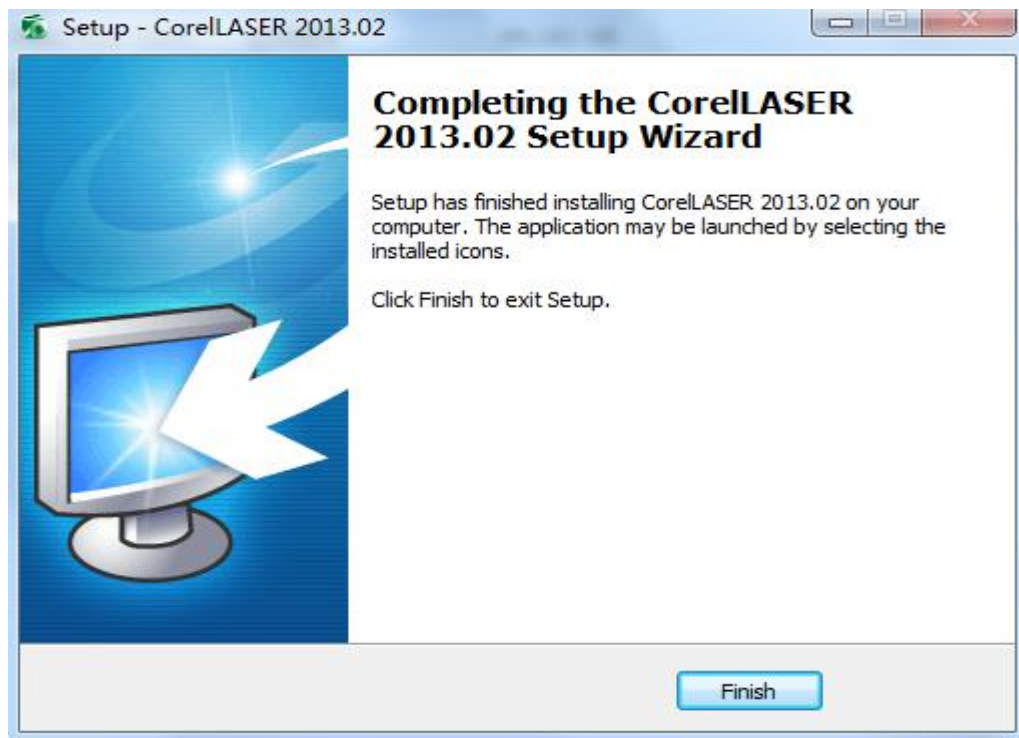 Setup - CorelLASER 2013.02
Completing the CorelLASER
2013.02 Setup Wizard
Setup has finished installing CorelLASER 2013.02 on your
computer. The application may be launched by selecting the
installed icons.
Click Finish to exit Setup.
Finish